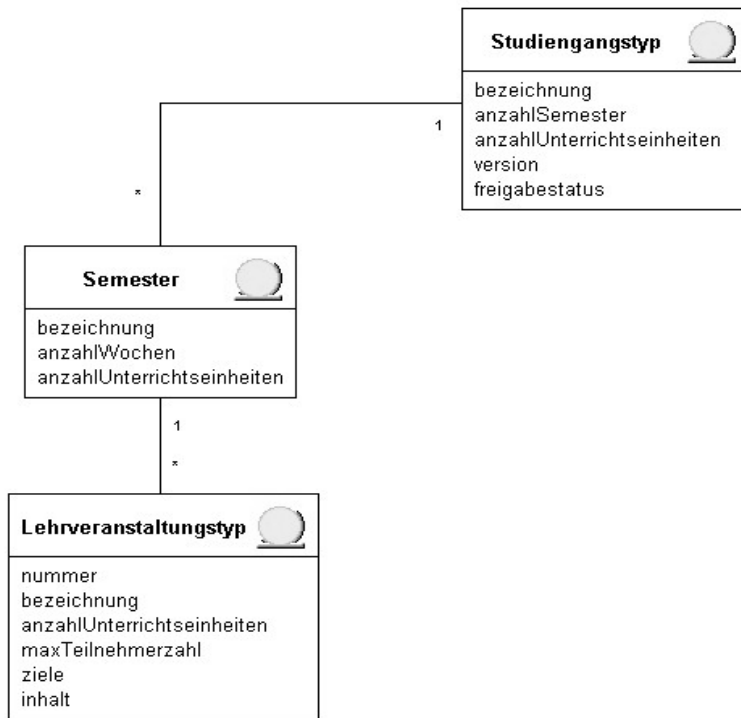 Studiengangstyp
bezeichnung
anzahlSemester
anzahlUnterrichtseinheiten
version
freigabestatus
1
*
Semester
bezeichnung
anzahlWochen
anzahlUnterrichtseinheiten
1
*
Lehrveranstaltungstyp
nummer
bezeichnung
anzahlUnterrichtseinheiten
maxTeilnehmerzahl
ziele
inhalt